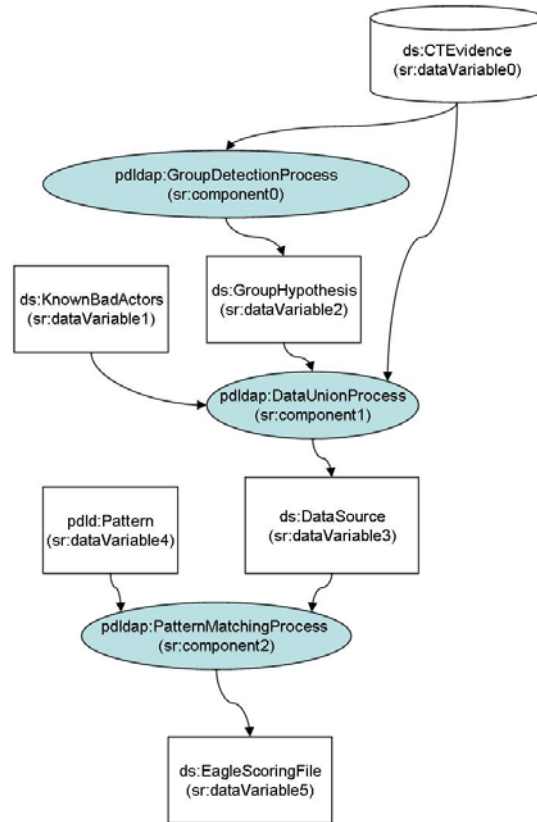 ds:CTEvidence
(sr:dataVariable0)
pdldap:GroupDetectionProcess
(sr:component0)
ds:GroupHypothesis
(sr:dataVariable2)
ds:KnownBadActors
(sr:dataVariable1)
pdldap:DataUnionProcess
(sr:component1)
pdld:Pattern
(sr:dataVariable4)
ds:DataSource
(sr:dataVariable3)
pdldap:PatternMatchingProcess
(sr:component2)
ds:EagleScoringFile
(sr:dataVariable5)